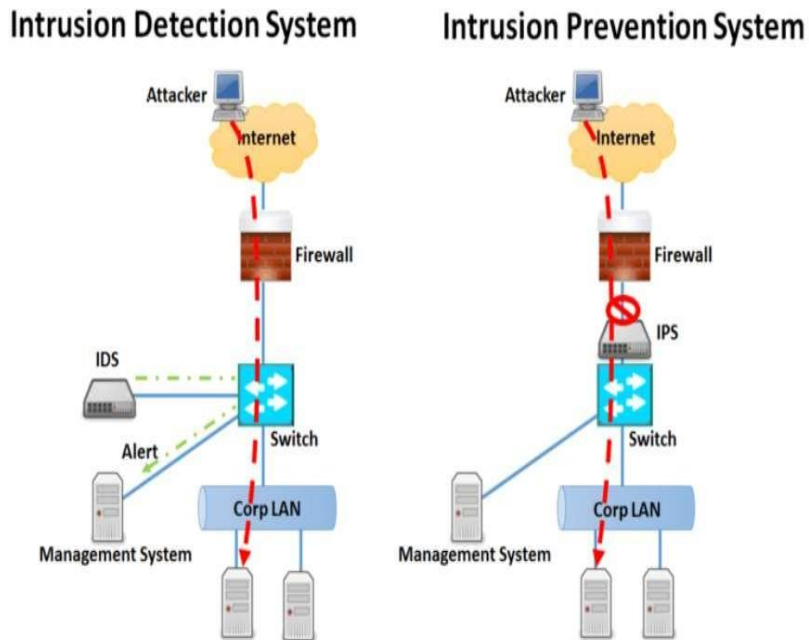 Intrusion Detection System
Attacker
Internet
Firewall
IDS
Switch
Alert
Corp LAN
Management System
Intrusion Prevention System
Attacker
Internet
Firewall
IPS
Switch
Corp LAN
Management System